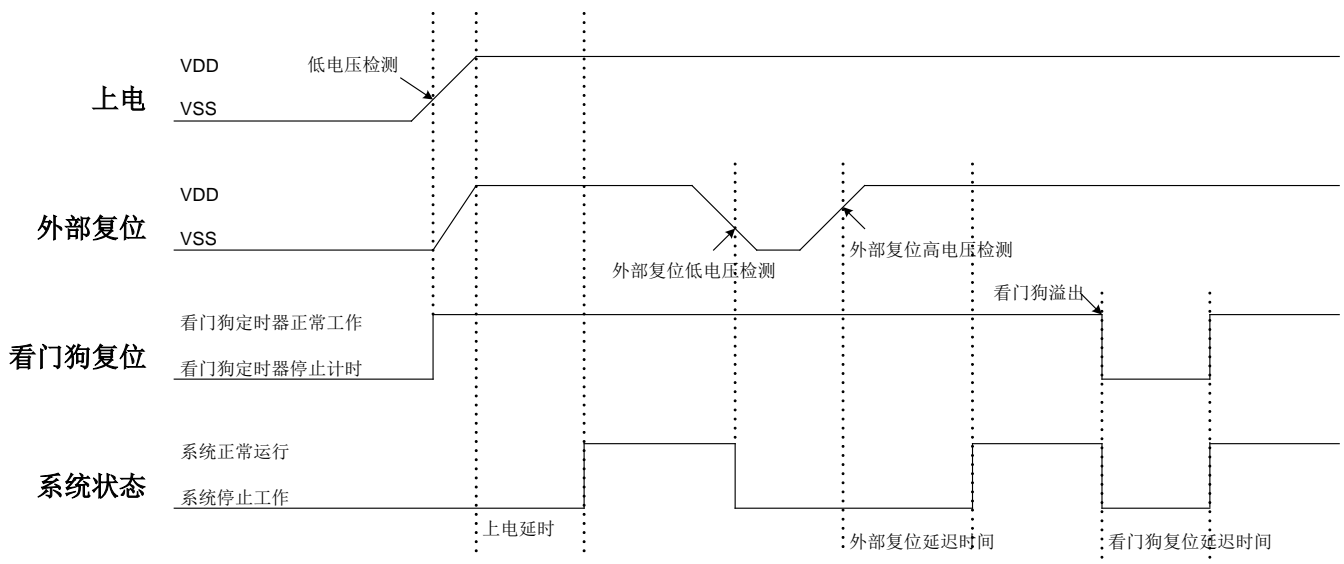 VDD
低电压检测
上电
VSS
VDD
外部复位
VSS
外部复位高电压检测
外部复位低电压检测
看门狗溢出
看门狗定时器正常工作
看门狗复位
看门狗定时器停止计时
系统正常运行
系统状态
系统停止工作
上电延时
外部复位延迟时间
看门狗复位延迟时间